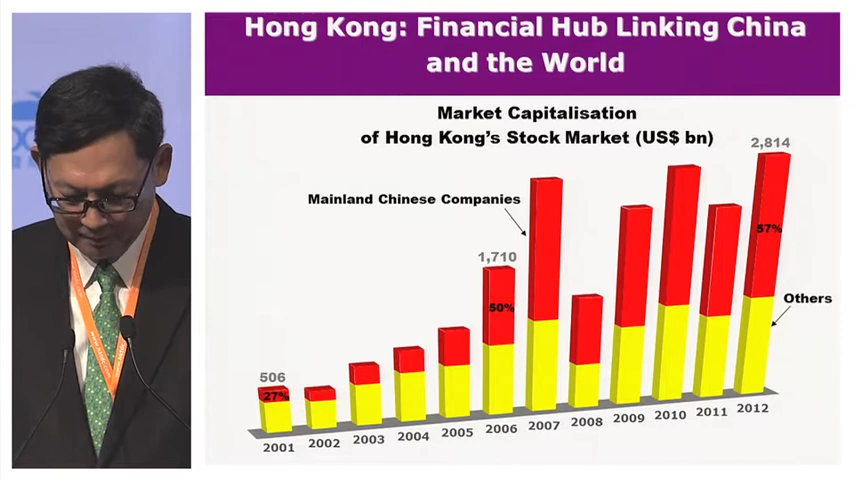 Hong Kong: Financial Hub Linking China
and the World
Market Capitalisation
of Hong Kong's Stock Market (US$ bn)
2,814
Mainland Chinese Companies
57%
1,710
50%
Others
506
27%
2001 2002 2003 2004 2005 2006 2007 2008 2009 2010 2011 2012